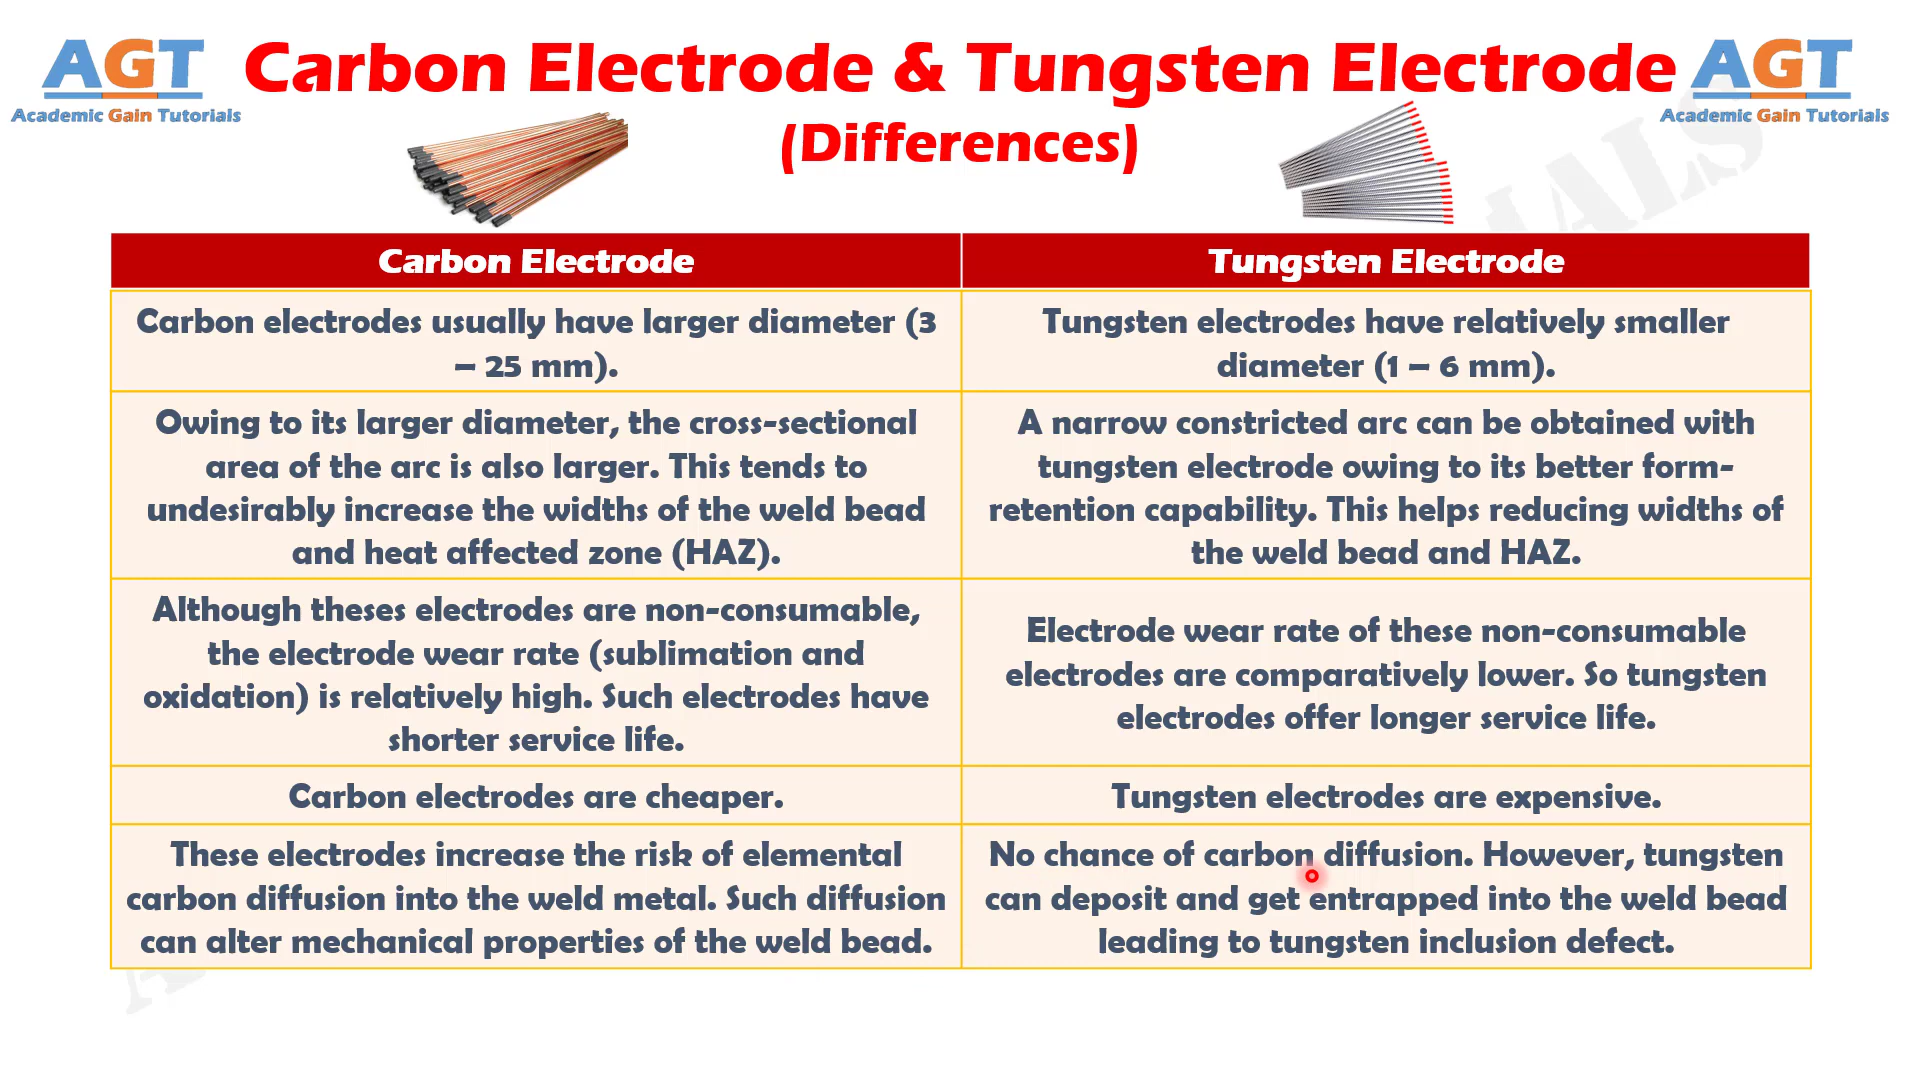 AGT
Academic Gain Tutorials
Carbon Electrode & Tungsten Electrode
(Differences)
AGT
Academic Gain Tutorials
Carbon Electrode
Tungsten Electrode
Carbon electrodes usually have larger diameter (3
– 25 mm).
Tungsten electrodes have relatively smaller
diameter (1 – 6 mm).
Owing to its larger diameter, the cross-sectional
area of the arc is also larger. This tends to
undesirably increase the widths of the weld bead
and heat affected zone (HAZ).
A narrow constricted arc can be obtained with
tungsten electrode owing to its better form-
retention capability. This helps reducing widths of
the weld bead and HAZ.
Although theses electrodes are non-consumable,
the electrode wear rate (sublimation and
oxidation) is relatively high. Such electrodes have
shorter service life.
Electrode wear rate of these non-consumable
electrodes are comparatively lower. So tungsten
electrodes offer longer service life.
Carbon electrodes are cheaper.
Tungsten electrodes are expensive.
These electrodes increase the risk of elemental
carbon diffusion into the weld metal. Such diffusion
can alter mechanical properties of the weld bead.
No chance of carbon diffusion. However, tungsten
can deposit and get entrapped into the weld bead
leading to tungsten inclusion defect.